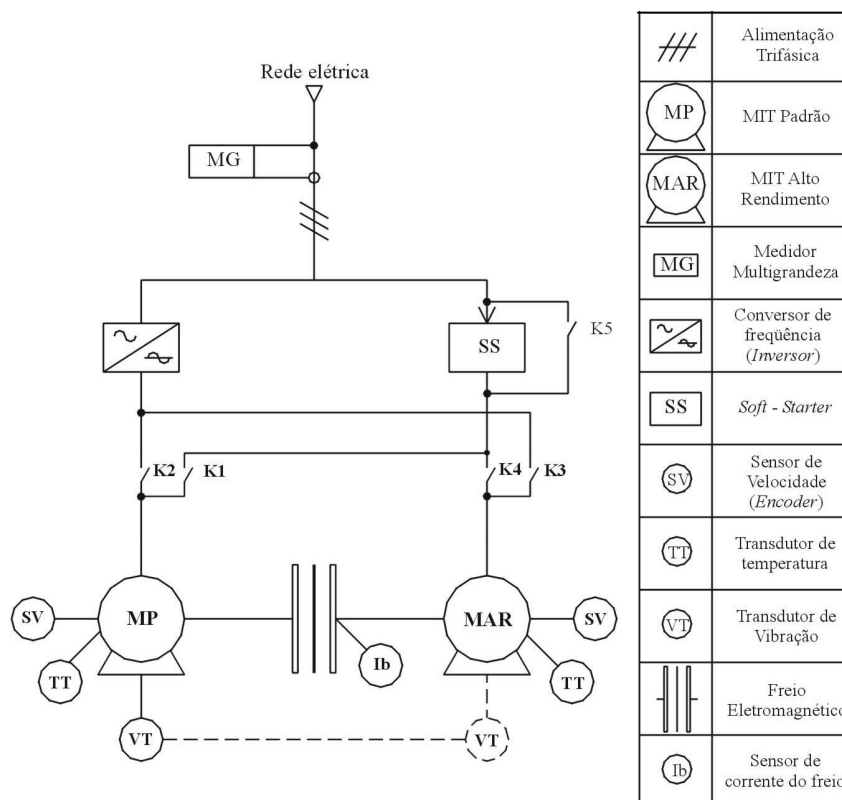 Rede elétrica
MG
SS
K5
K2
K1
K4
K3
SV
MP
MAR
SV
TT
Ib
TT
VT
VT
Alimentação
Trifásica
MP
MIT Padrão
MAR
MIT Alto
Rendimento
MG
Medidor
Multigrandeza
Conversor de
freqüência
(Inversor)
SS
Soft - Starter
SV
Sensor de
Velocidade
(Encoder)
TT
Transdutor de
temperatura
VT
Transdutor de
Vibração
Freio
Eletromagnético
Ib
Sensor de
corrente do freio